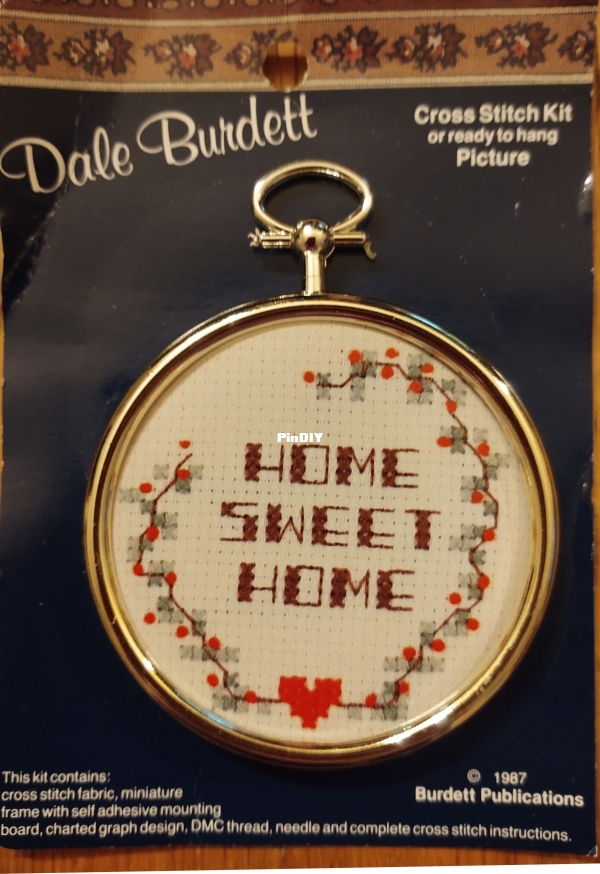 Dale Burdett
Cross Stitch Kit
or ready to hang
Picture
PinDIY
HOME
SWEET
HOME
This kit contains:
cross stitch fabric, miniature
frame with self adhesive mounting
board, charted graph design, DMC thread, needle and complete cross stitch instructions.
© 1987
Burdett Publications